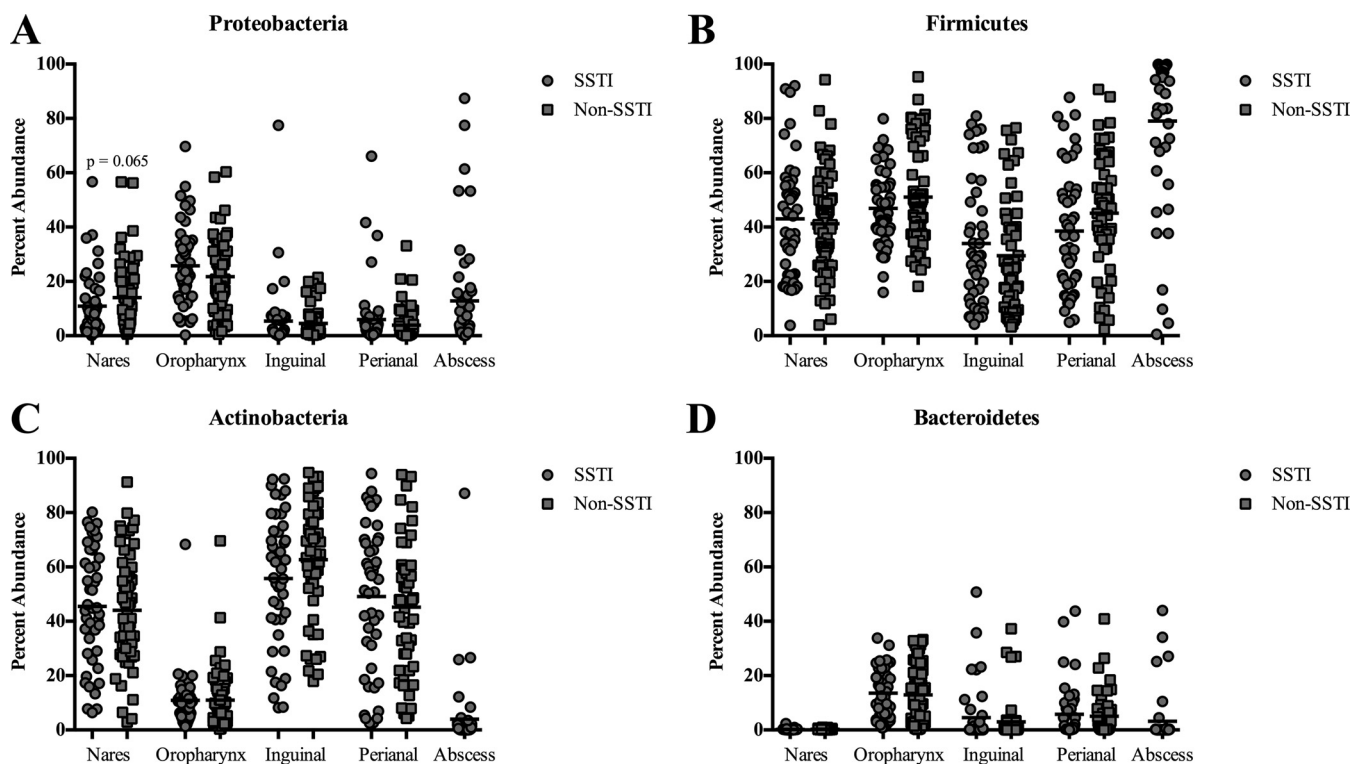 A
Proteobacteria
100
80
60
40
20
0
Percent Abundance
p = 0.065
SSTI
Non-SSTI
Nares Oropharynx Inguinal Perianal Abscess
B
Firmicutes
100
80
60
40
20
0
Percent Abundance
SSTI
Non-SSTI
Nares Oropharynx Inguinal Perianal Abscess
C
Actinobacteria
100
80
60
40
20
0
Percent Abundance
SSTI
Non-SSTI
Nares Oropharynx Inguinal Perianal Abscess
D
Bacteroidetes
100
80
60
40
20
0
Percent Abundance
SSTI
Non-SSTI
Nares Oropharynx Inguinal Perianal Abscess